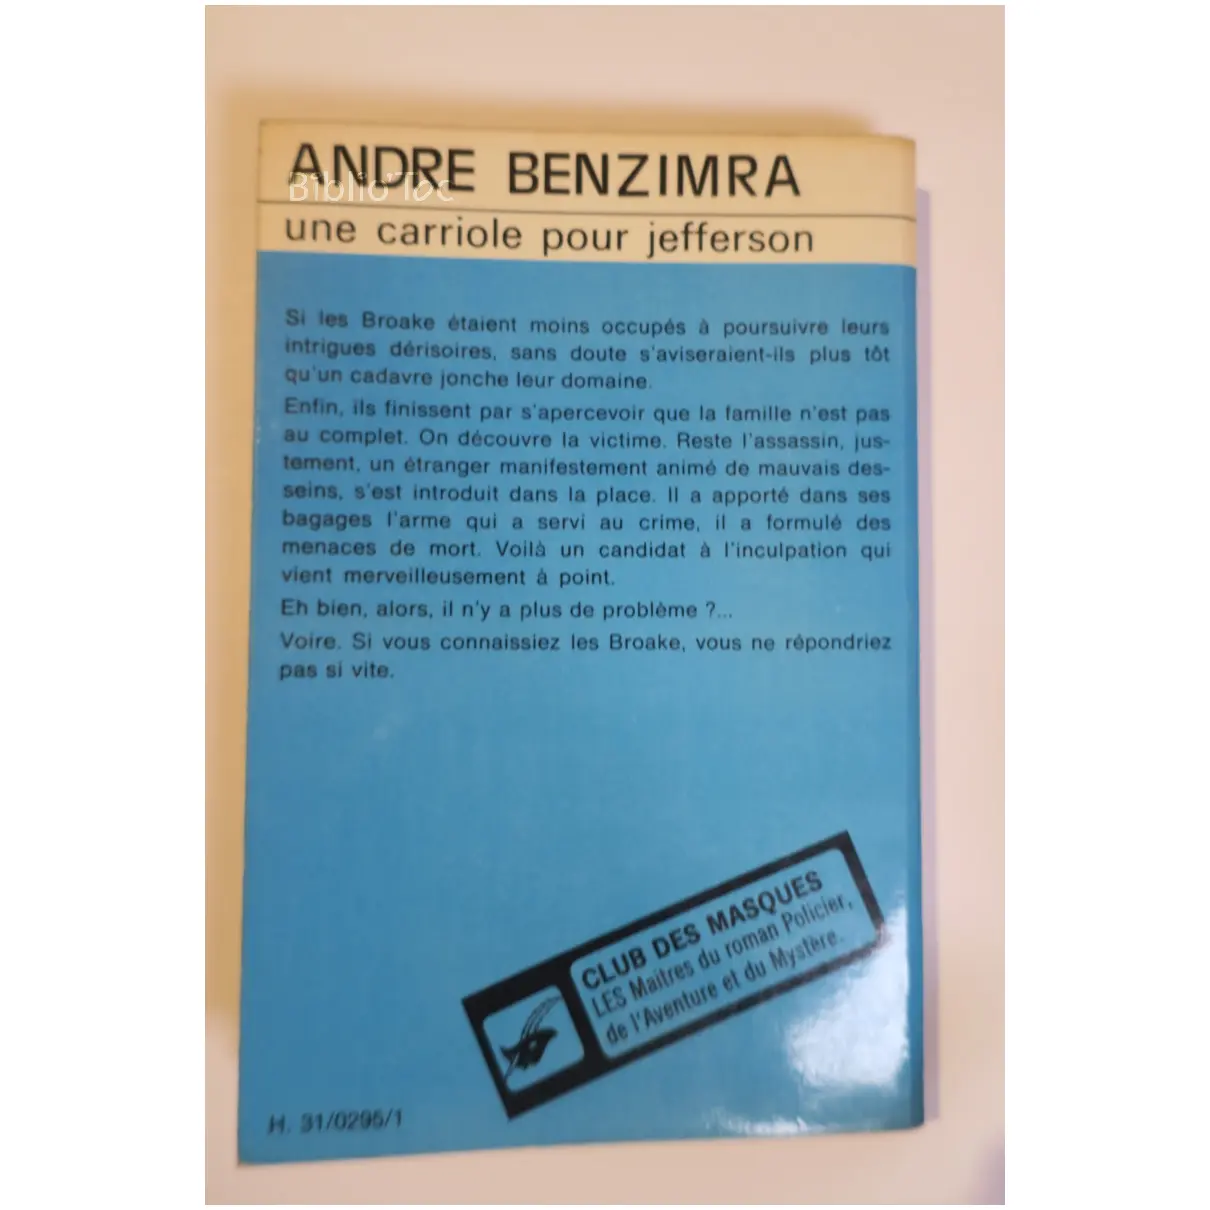 ANDRE BENZIMRA
Biblio'Toc
une carriole pour jefferson
Si les Broake étaient moins occupés à poursuivre leurs
intrigues dérisoires, sans doute s'aviseraient-ils plus tôt
qu'un cadavre jonche leur domaine.
Enfin, ils finissent par s'apercevoir que la famille n'est pas
au complet. On découvre la victime. Reste l'assassin, jus-
tement, un étranger manifestement animé de mauvais des-
seins, s'est introduit dans la place. Il a apporté dans ses
bagages l'arme qui a servi au crime, il a formulé des
menaces de mort. Voilà un candidat à l'inculpation qui
vient merveilleusement à point.
Eh bien, alors, il n'y a plus de problème ?...
Voire. Si vous connaissiez les Broake, vous ne répondriez
pas si vite.
CLUB DES MASQUES
LES Maîtres du roman Policier,
de l'Aventure et du Mystère.
H. 31/0295/1